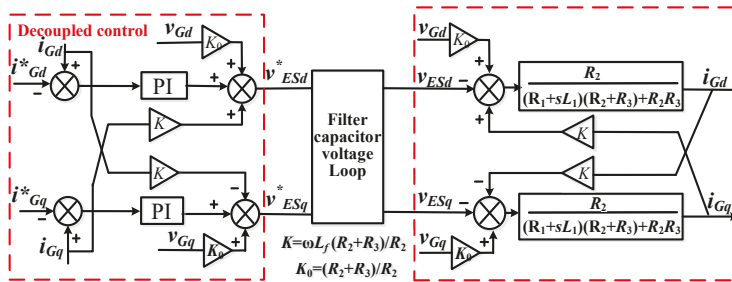 Decoupled control
i_Gd
i*_Gd
+
−
PI
v_Gd
K_0
+
+
+
v*_ESd
K
K
i*_Gq
−
+
i_Gq
PI
−
+
+
v*_ESq
v_Gq
K_0
Filter
capacitor
voltage
Loop
K=ωL_f(R_2+R_3)/R_2
K_0=(R_2+R_3)/R_2
v_Gd
K_0
+
v_ESd
−
+
R_2
(R_1+sL_1)(R_2+R_3)+R_2R_3
i_Gd
K
K
−
v_ESq
−
+
v_Gq
K_0
R_2
(R_1+sL_1)(R_2+R_3)+R_2R_3
i_Gq